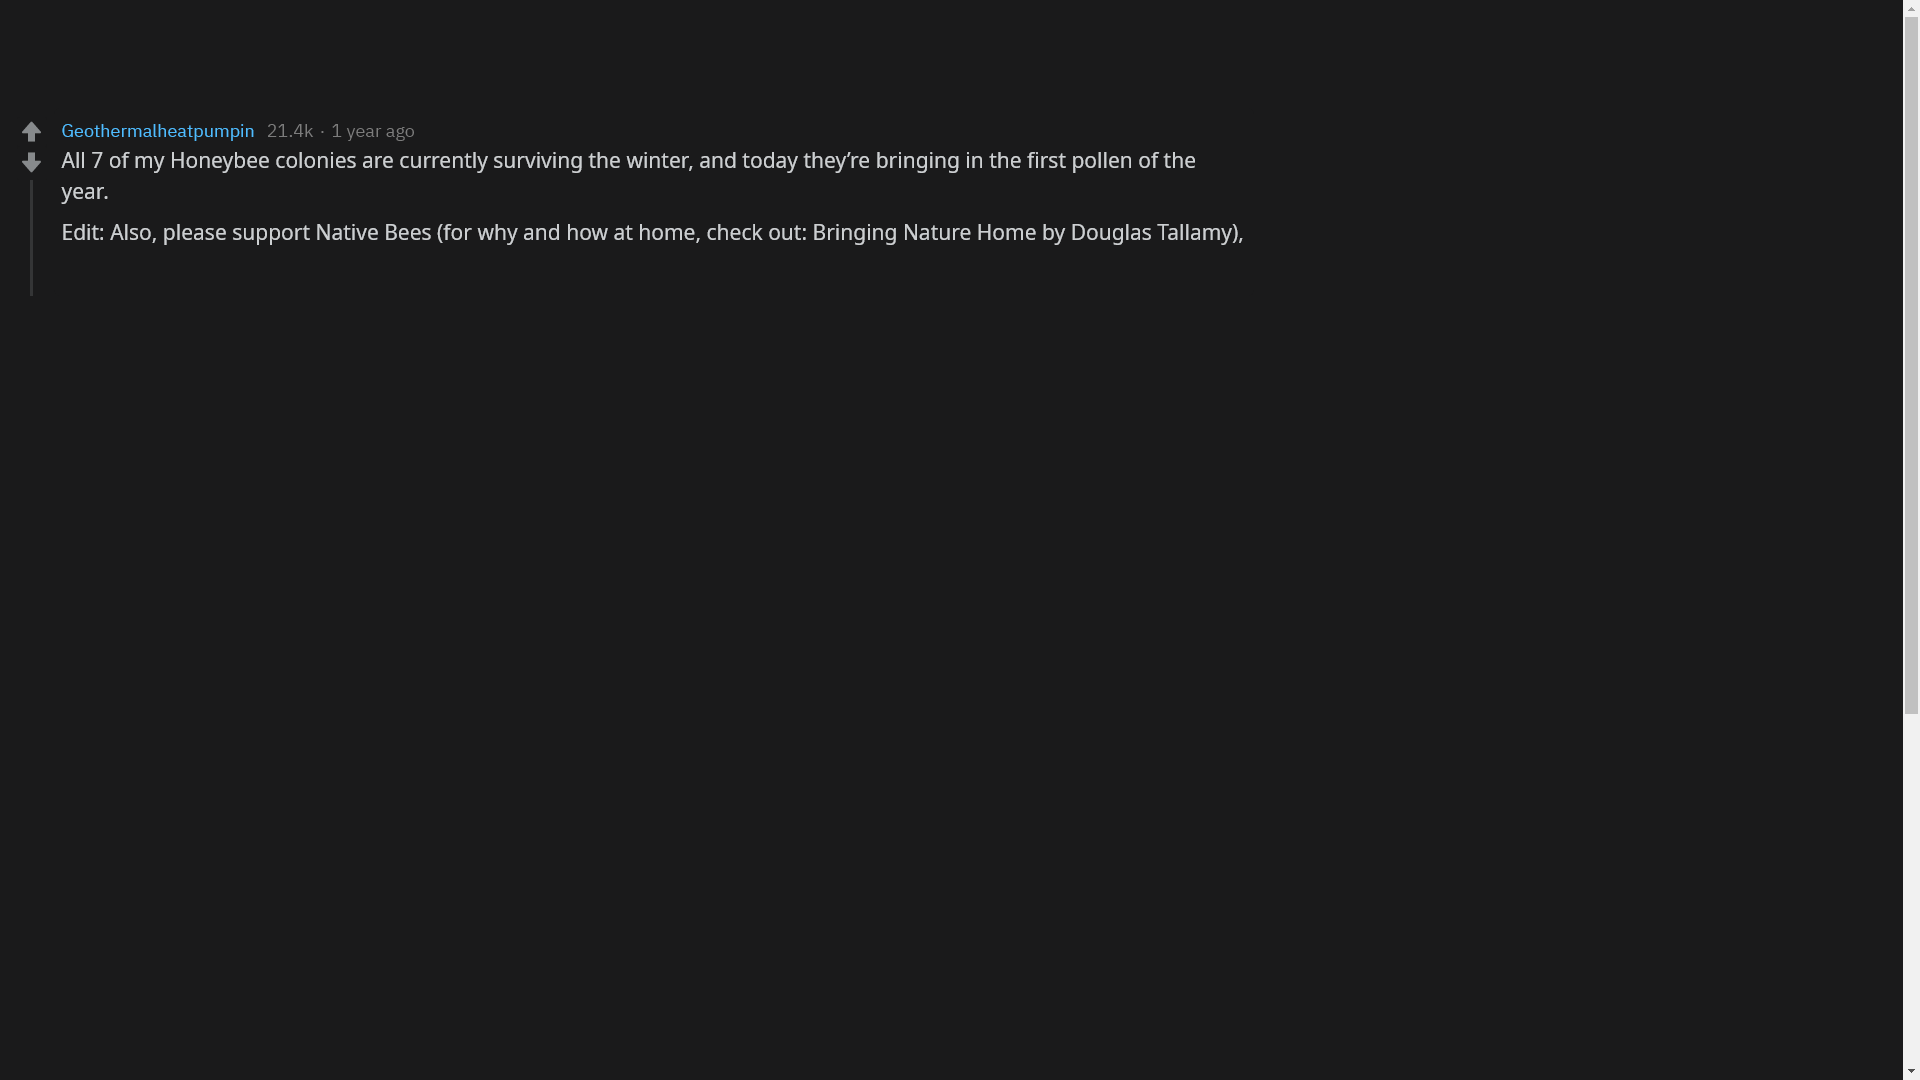 Geothermalheatpumpin 21.4k · 1 year ago
All 7 of my Honeybee colonies are currently surviving the winter, and today they’re bringing in the first pollen of the
year.
Edit: Also, please support Native Bees (for why and how at home, check out: Bringing Nature Home by Douglas Tallamy),